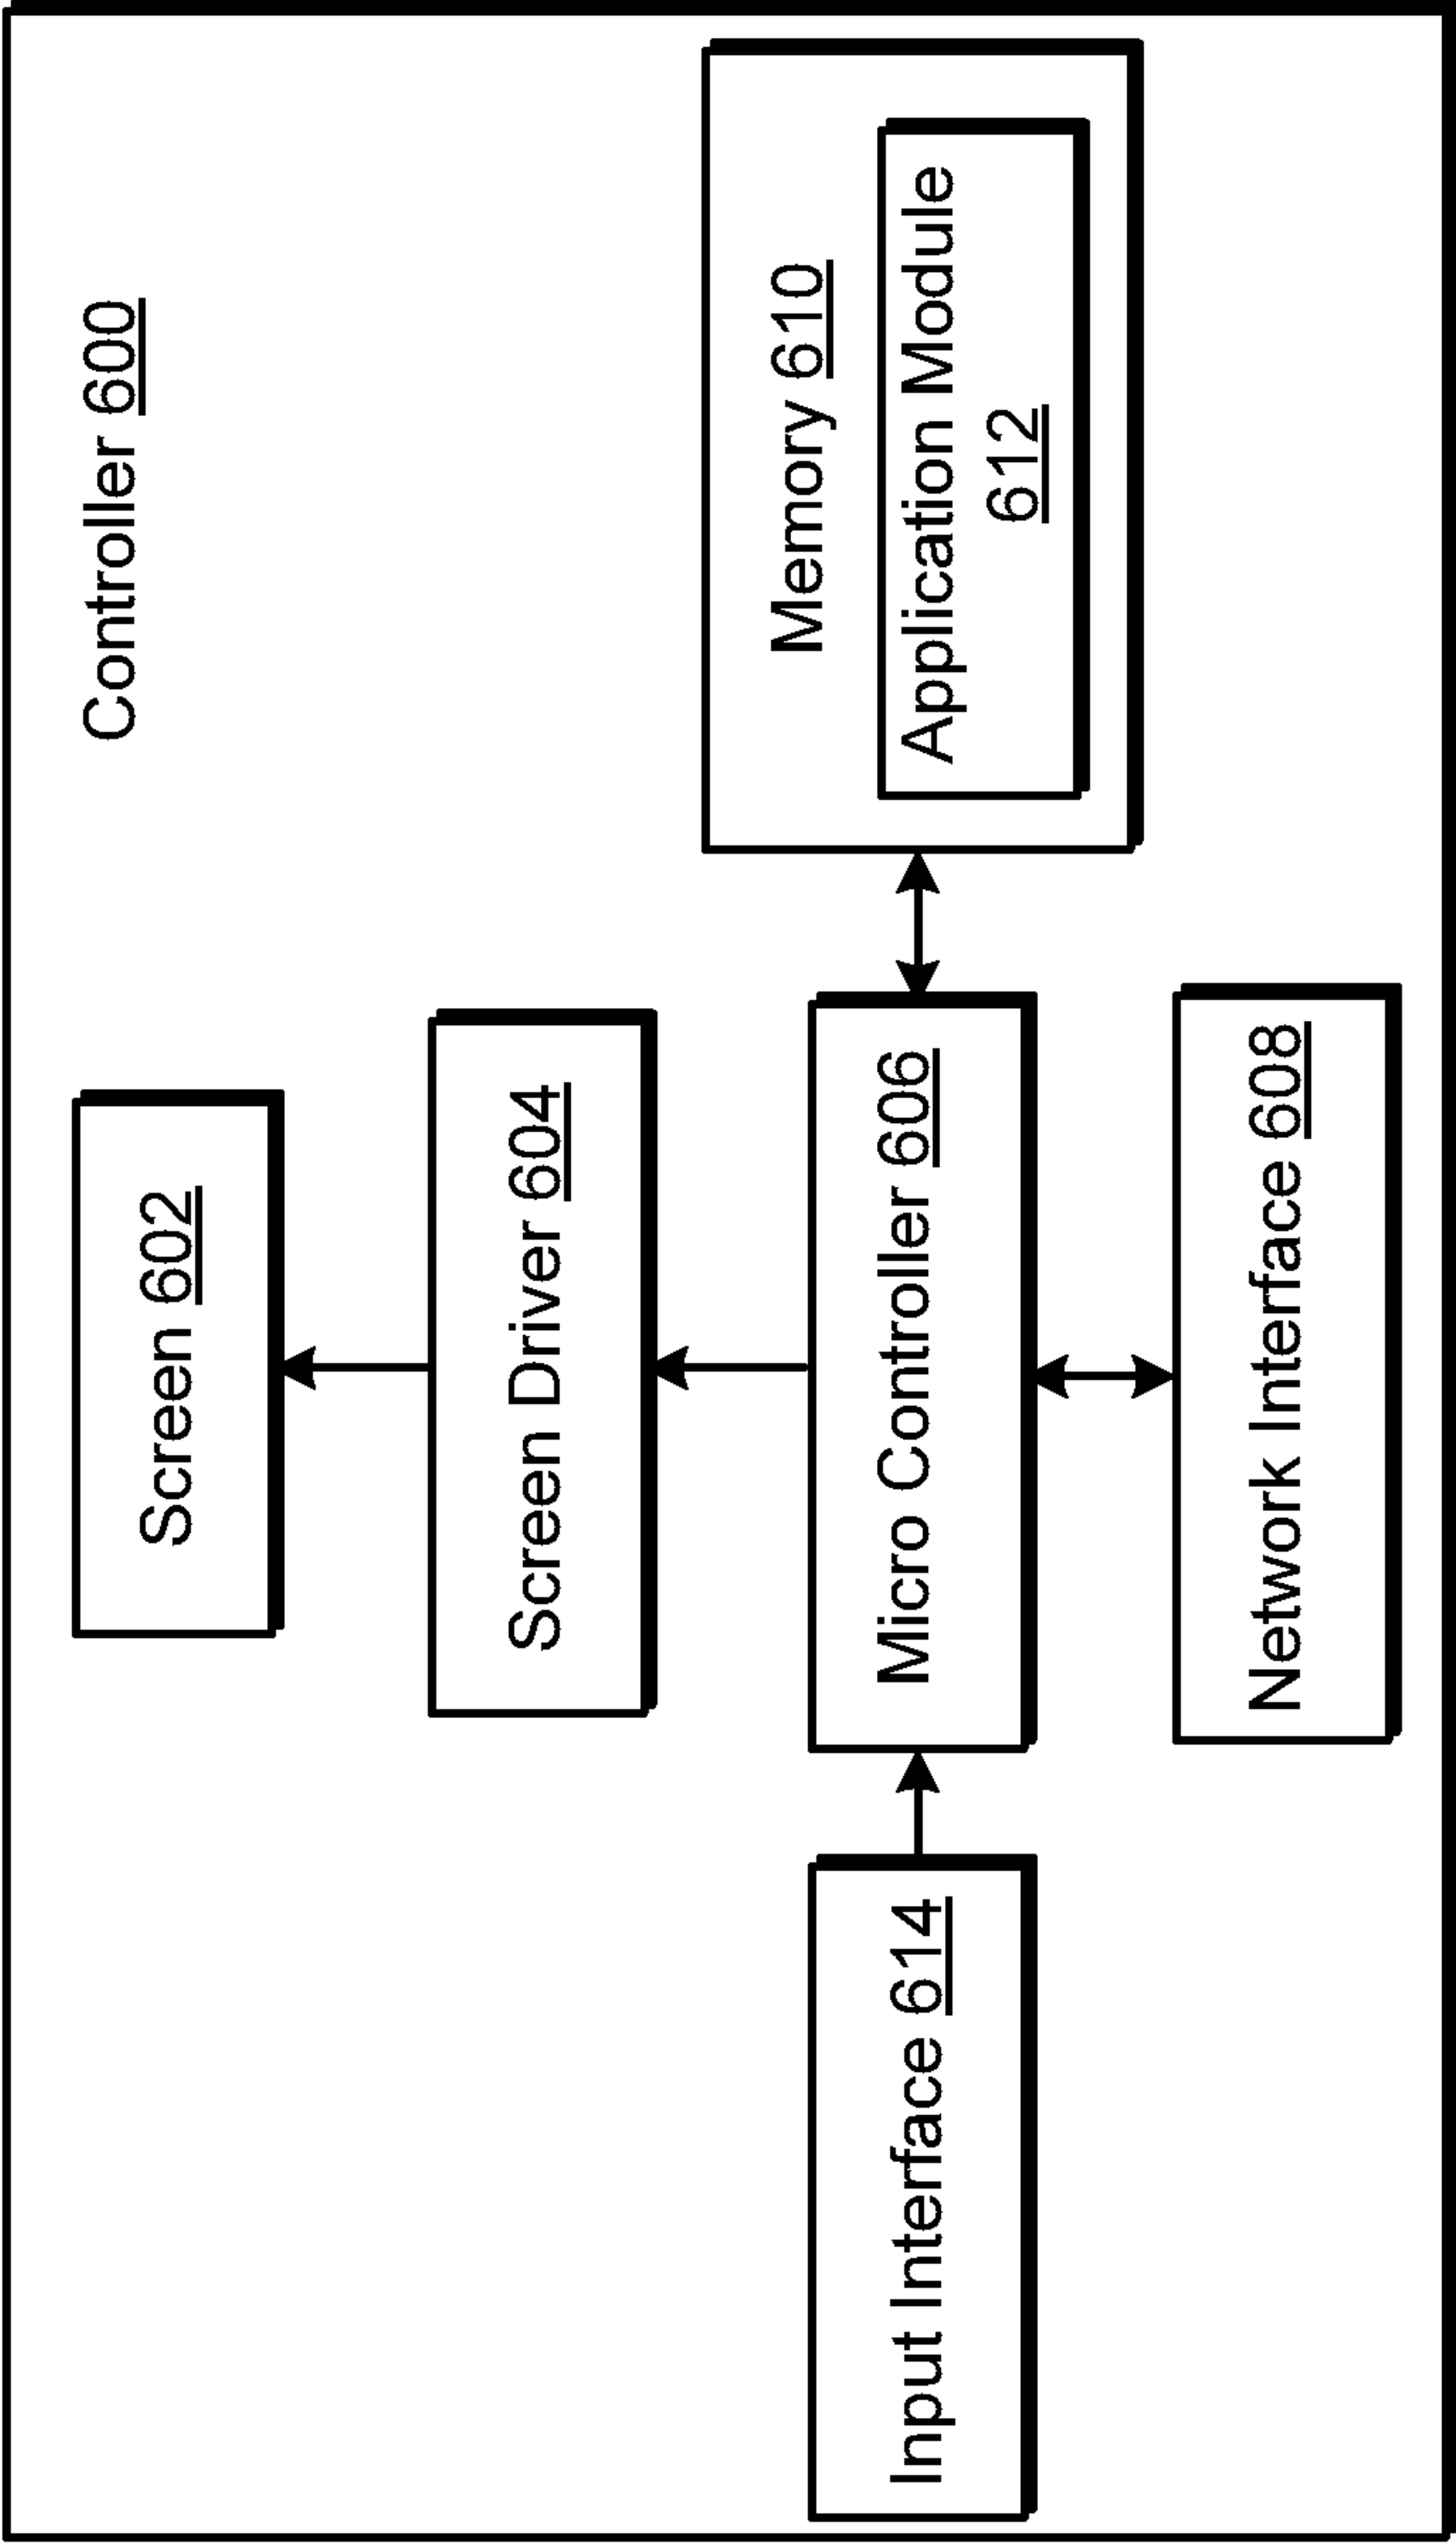 Controller 600
Screen 602
Screen Driver 604
Micro Controller 606
Memory 610
Application Module
612
Input Interface 614
Network Interface 608